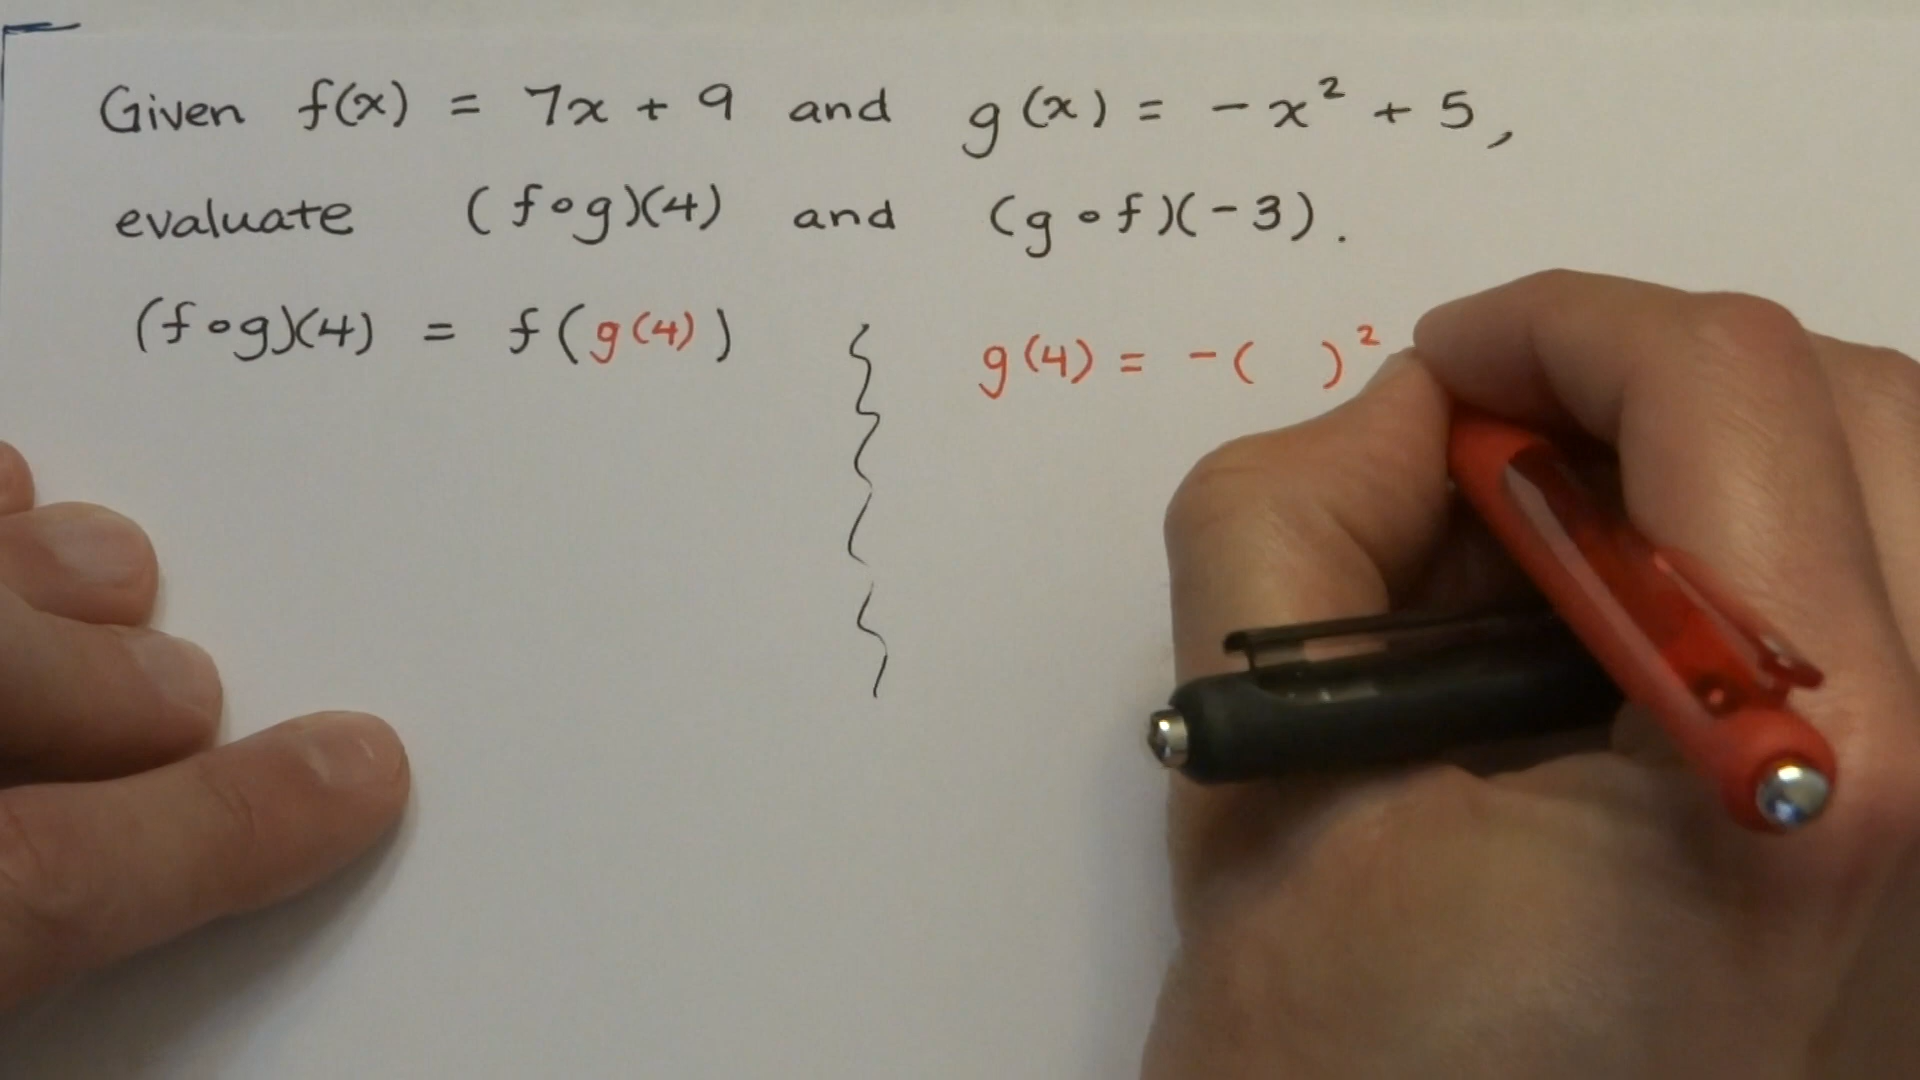 Given f(x) = 7x + 9 and g(x) = -x² + 5,
evaluate (f∘g)(4) and (g∘f)(-3).
(f∘g)(4) = f(g(4))
g(4) = -( )²